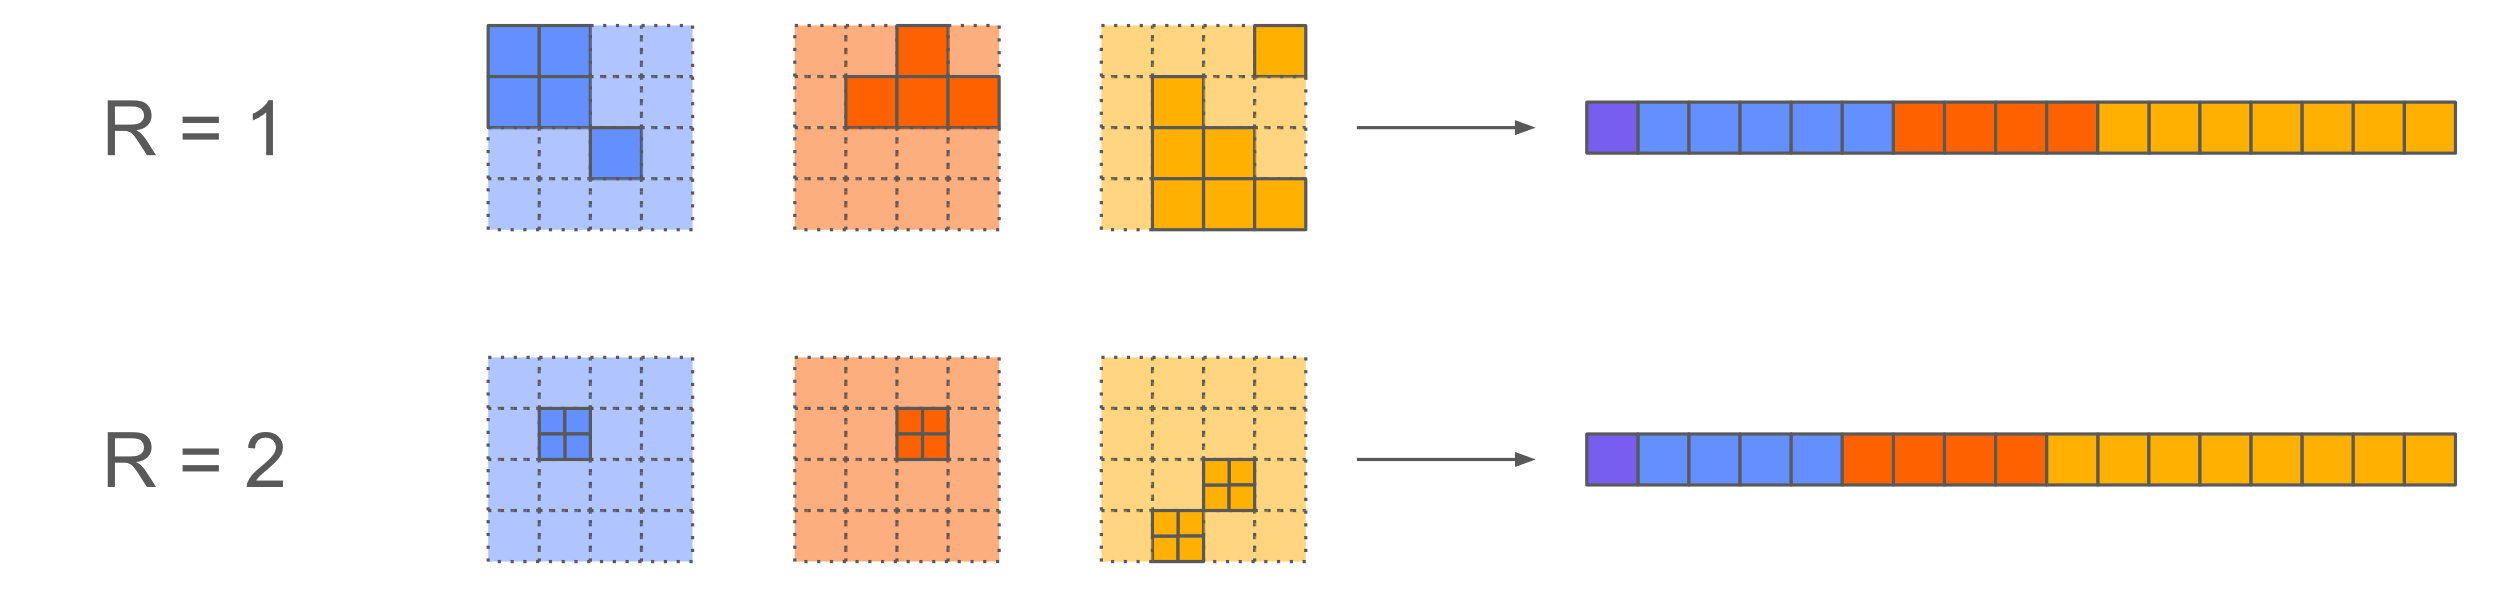 R = 1
R = 2